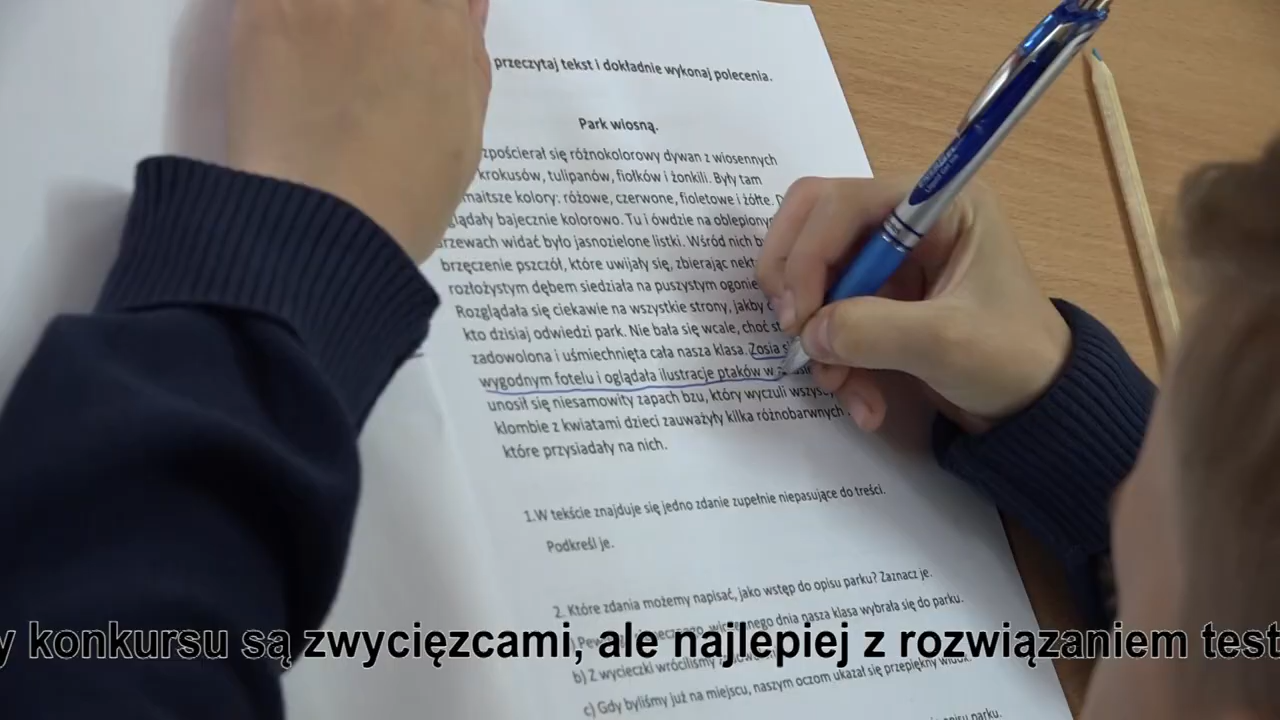 przeczytaj tekst i dokładnie wykonaj polecenia.
Park wiosną.
zpościerał się różnokolorowy dywan z wiosennych
krokusów, tulipanów, fiołków i żonkili. Były tam
maitsze kolory: różowe, czerwone, fioletowe i żółte. D
glądały bajecznie kolorowo. Tu i ówdzie na oblepiony
rzewach widać było jasnozielone listki. Wśród nich b
brzęczenie pszczół, które uwijały się, zbierając nekt
rozłożystym dębem siedziała na puszystym ogonie
Rozglądała się ciekawie na wszystkie strony, jakby
kto dzisiaj odwiedzi park. Nie bała się wcale, choć st
zadowolona i uśmiechnięta cała nasza klasa. Zosia s
wygodnym fotelu i oglądała ilustracje ptaków w
unosił się niesamowity zapach bzu, który wyczuli wszys
klombie z kwiatami dzieci zauważyły kilka różnobarwnych
które przysiadały na nich.
1.W tekście znajduje się jedno zdanie zupełnie niepasujące do treści.
Podkreśl je.
2. Które zdania możemy napisać, jako wstęp do opisu parku? Zaznacz je.
dnia nasza klasa wybrała się do parku.
y konkursu są zwycięzcami, ale najlepiej z rozwiązaniem test
b) Z wycieczki wróciliśmy
c) Gdy byliśmy już na miejscu, naszym oczom ukazał się przepiękny widok.
opisu parku.